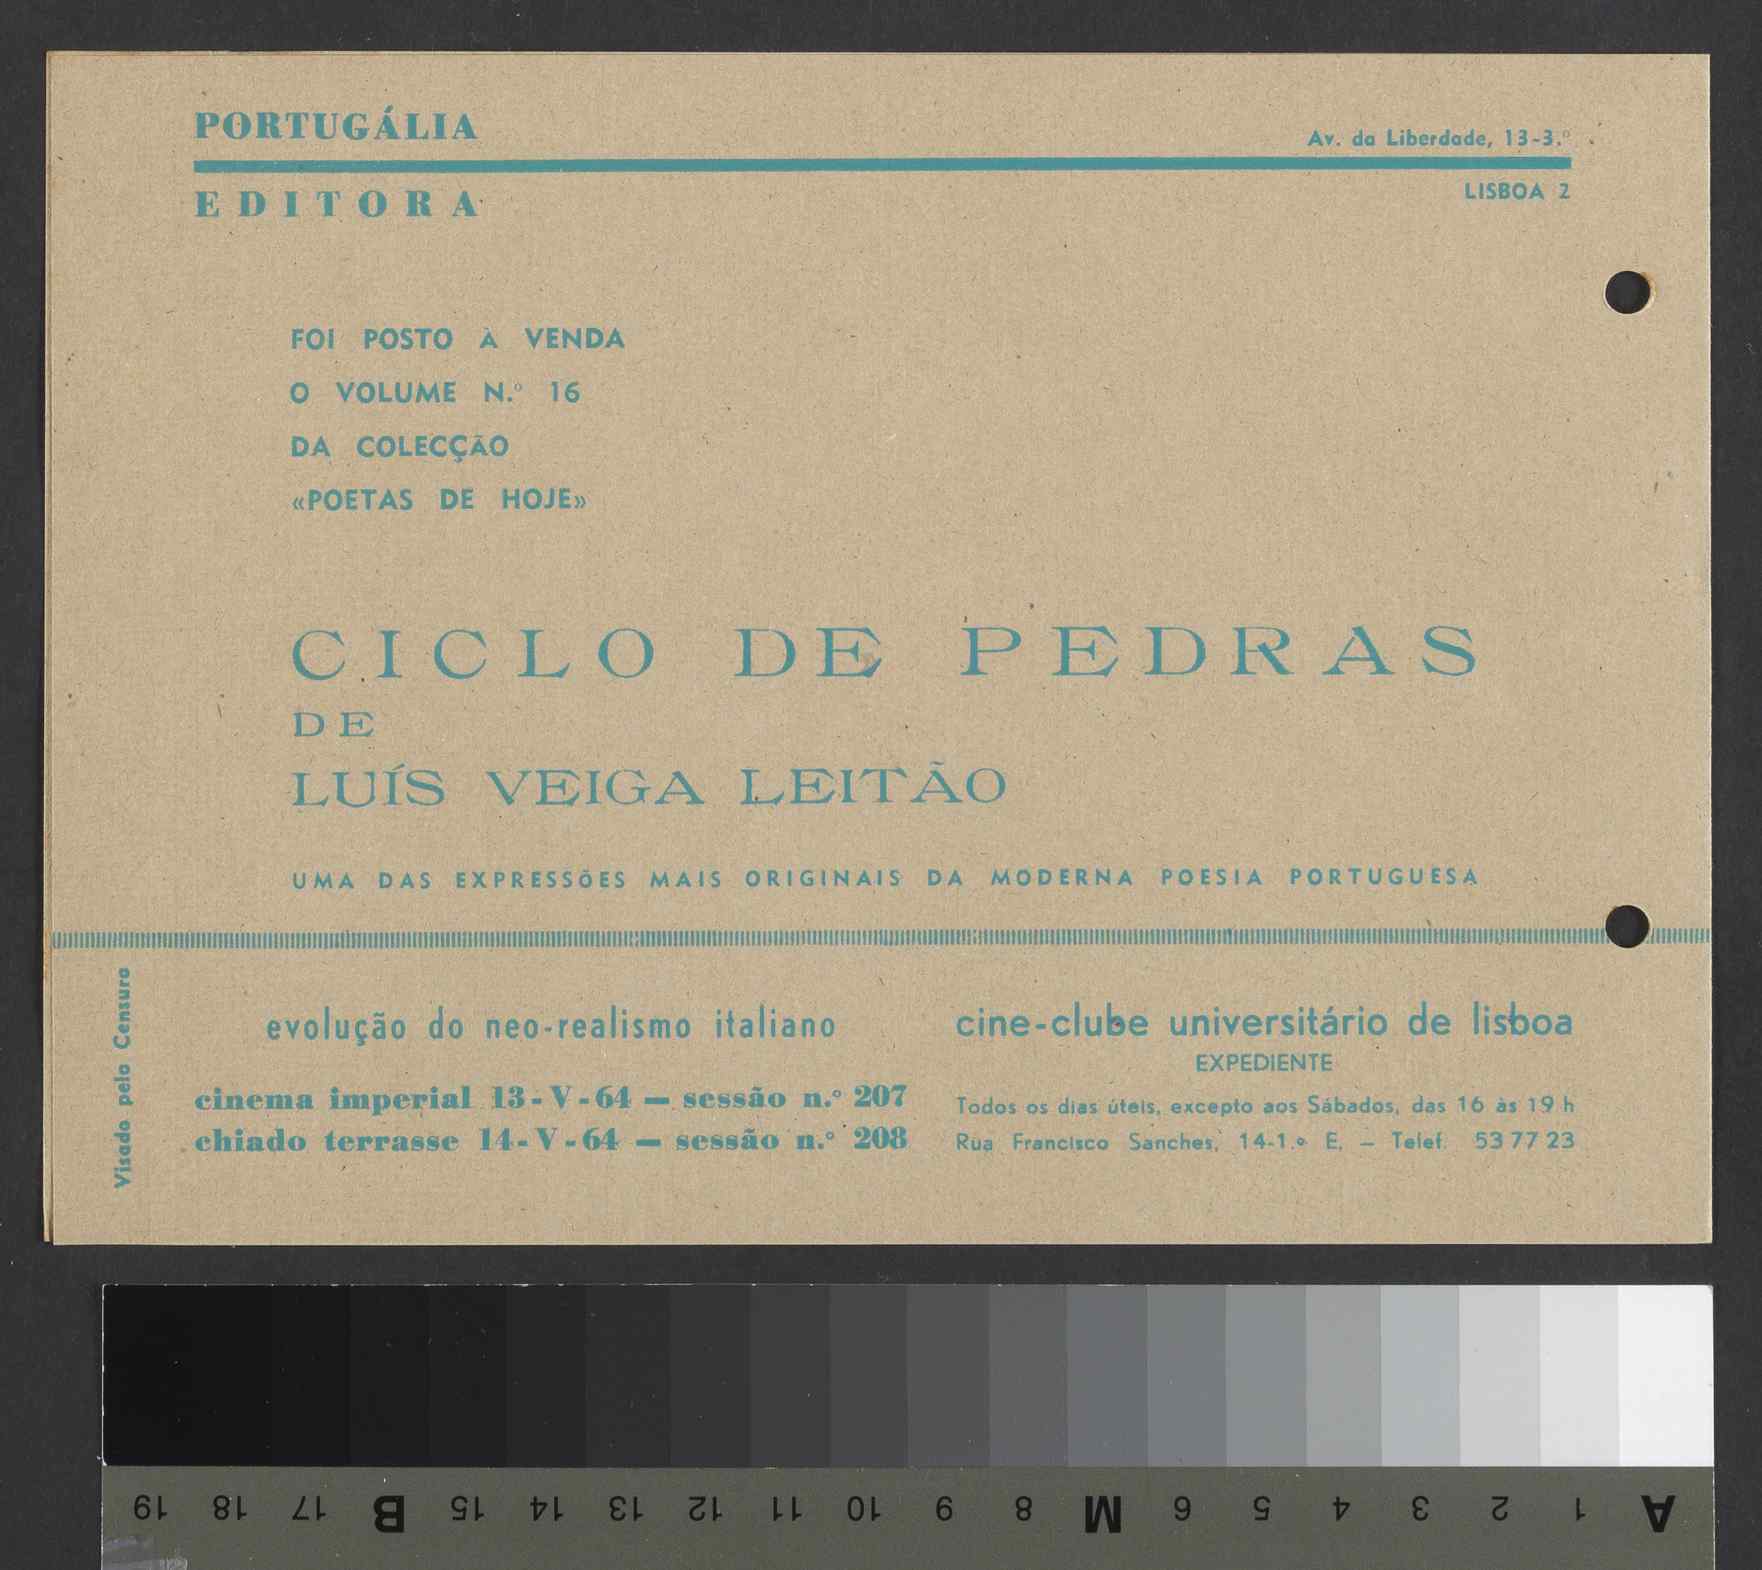 PORTUGÁLIA
EDITORA
Av. da Liberdade, 13-3.º
LISBOA 2
FOI POSTO À VENDA
O VOLUME N.º 16
DA COLECÇÃO
«POETAS DE HOJE»
CICLO DE PEDRAS
DE
LUÍS VEIGA LEITÃO
UMA DAS EXPRESSÕES MAIS ORIGINAIS DA MODERNA POESIA PORTUGUESA
Visado pelo Censura
evolução do neo-realismo italiano
cinema imperial 13-V-64 — sessão n.º 207
chiado terrasse 14-V-64 — sessão n.º 208
cine-clube universitário de lisboa
EXPEDIENTE
Todos os dias úteis, excepto aos Sábados, das 16 às 19 h
Rua Francisco Sanches, 14-1.º E. — Telef. 53 77 23
A 1 2 3 4 5 6 M 8 9 10 11 12 13 14 15 B 17 18 19